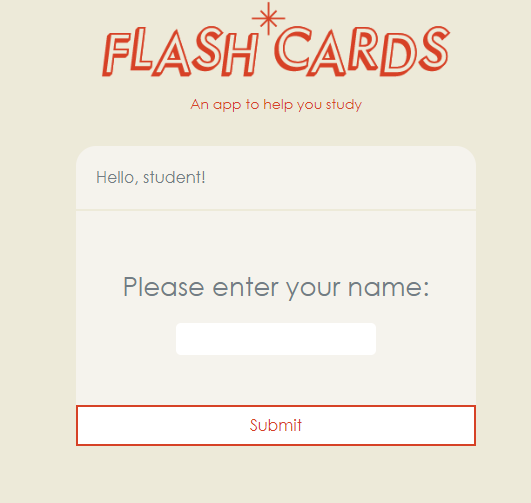 FLASH CARDS
An app to help you study
Hello, student!
Please enter your name:
Submit